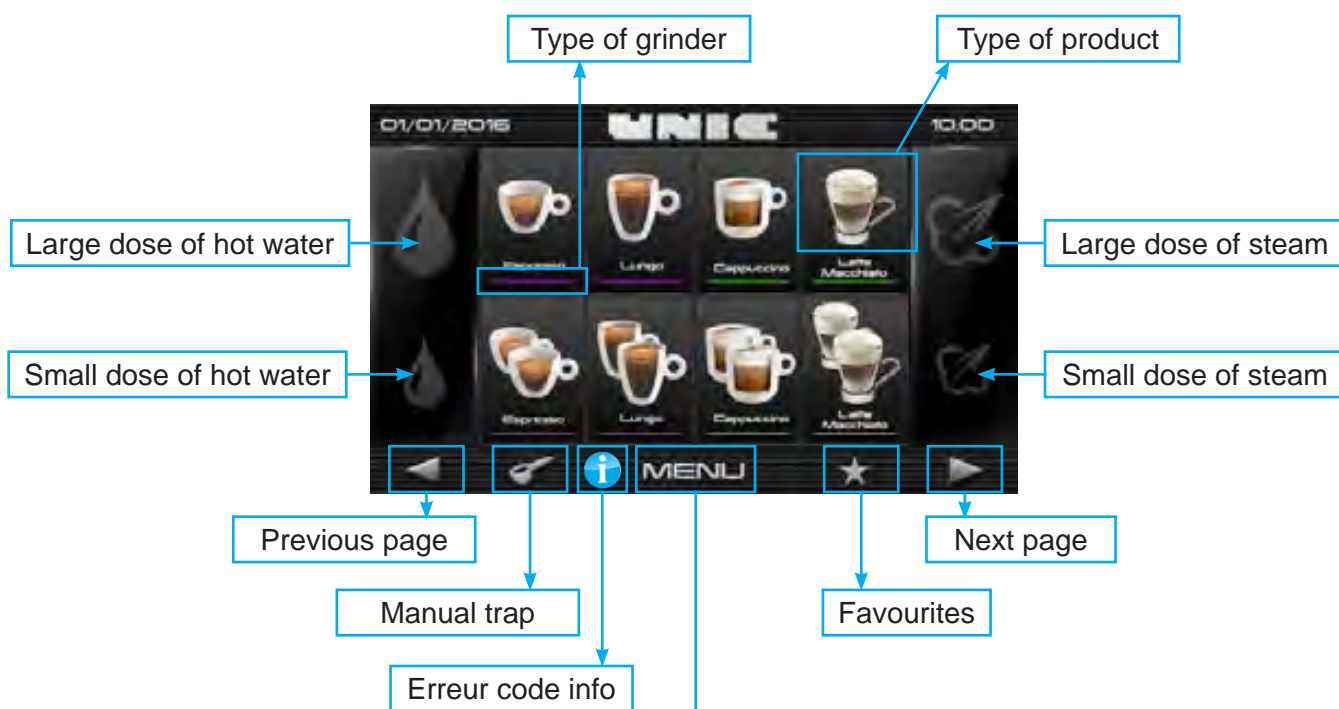 Type of grinder
Type of product
01/01/2016
UNIC
10:00
Large dose of hot water
Large dose of steam
Espresso
Lungo
Cappuccino
Latte
Macchiato
Small dose of hot water
Small dose of steam
Espresso
Lungo
Cappuccino
Latte
Macchiato
i
MENU
Previous page
Next page
Manual trap
Favourites
Erreur code info